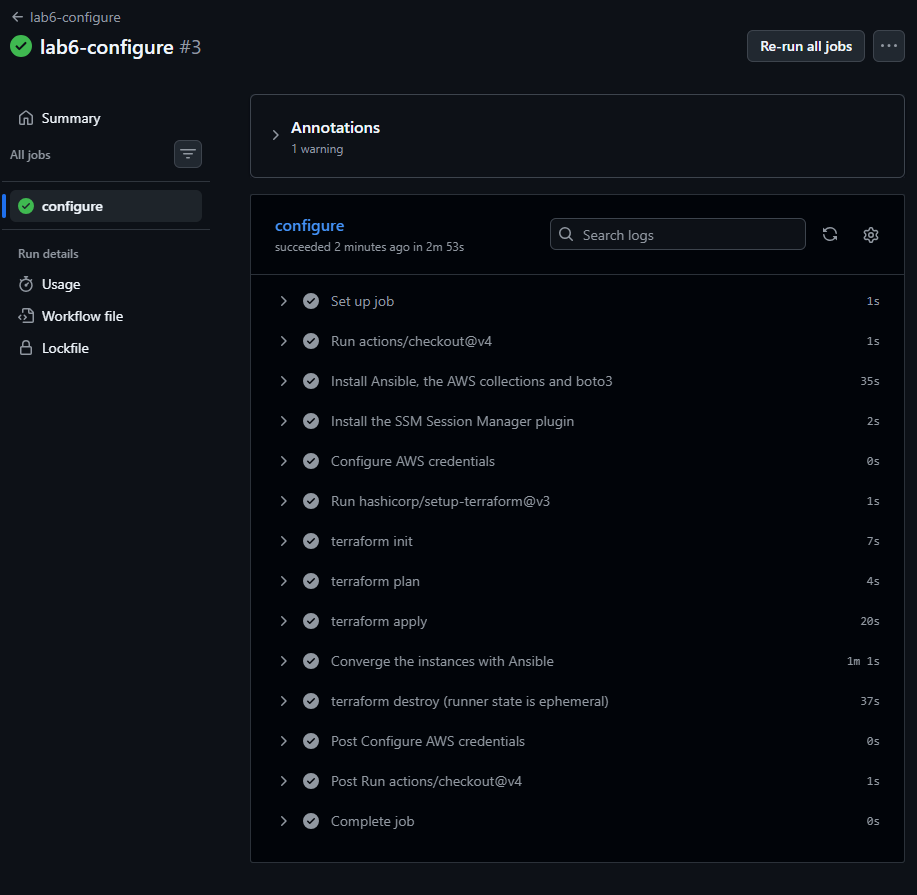 lab6-configure
lab6-configure #3
Re-run all jobs
Summary
All jobs
configure
Run details
Usage
Workflow file
Lockfile
Annotations
1 warning
configure
succeeded 2 minutes ago in 2m 53s
Search logs
Set up job 1s
Run actions/checkout@v4 1s
Install Ansible, the AWS collections and boto3 35s
Install the SSM Session Manager plugin 2s
Configure AWS credentials 0s
Run hashicorp/setup-terraform@v3 1s
terraform init 7s
terraform plan 4s
terraform apply 20s
Converge the instances with Ansible 1m 1s
terraform destroy (runner state is ephemeral) 37s
Post Configure AWS credentials 0s
Post Run actions/checkout@v4 1s
Complete job 0s